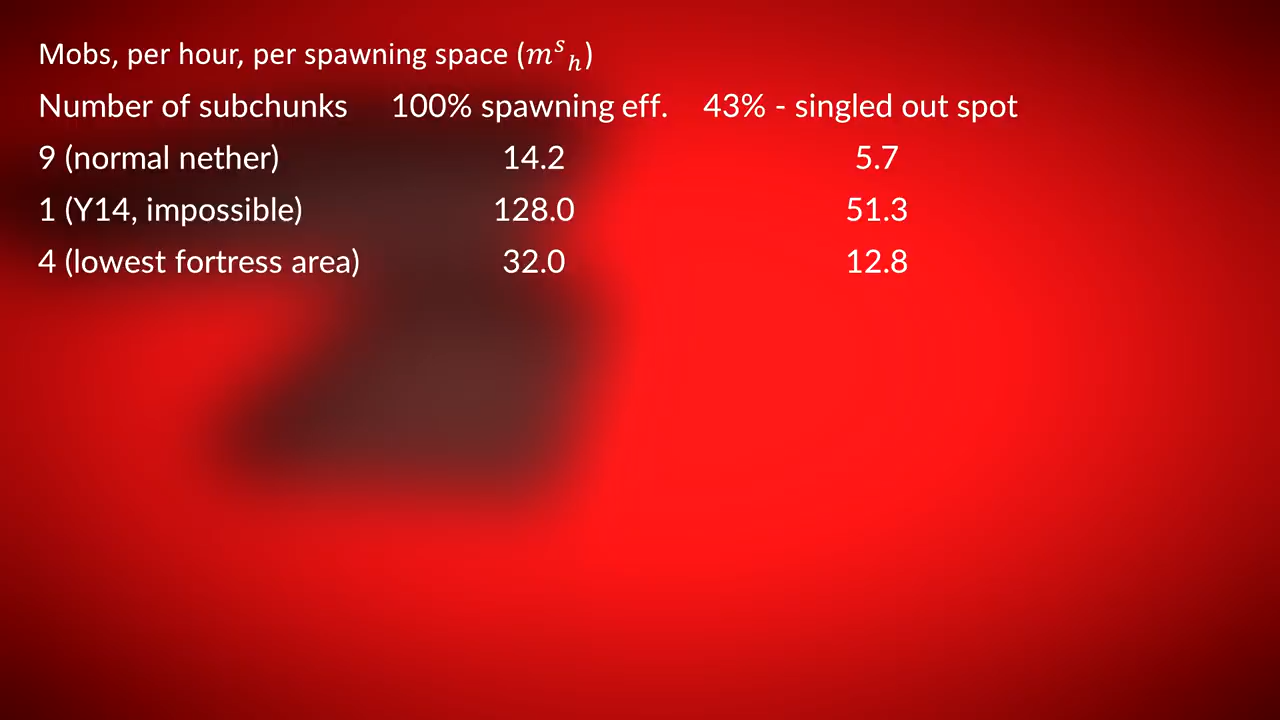 Mobs, per hour, per spawning space (m^s_h)
Number of subchunks 100% spawning eff. 43% - singled out spot
9 (normal nether) 14.2 5.7
1 (Y14, impossible) 128.0 51.3
4 (lowest fortress area) 32.0 12.8